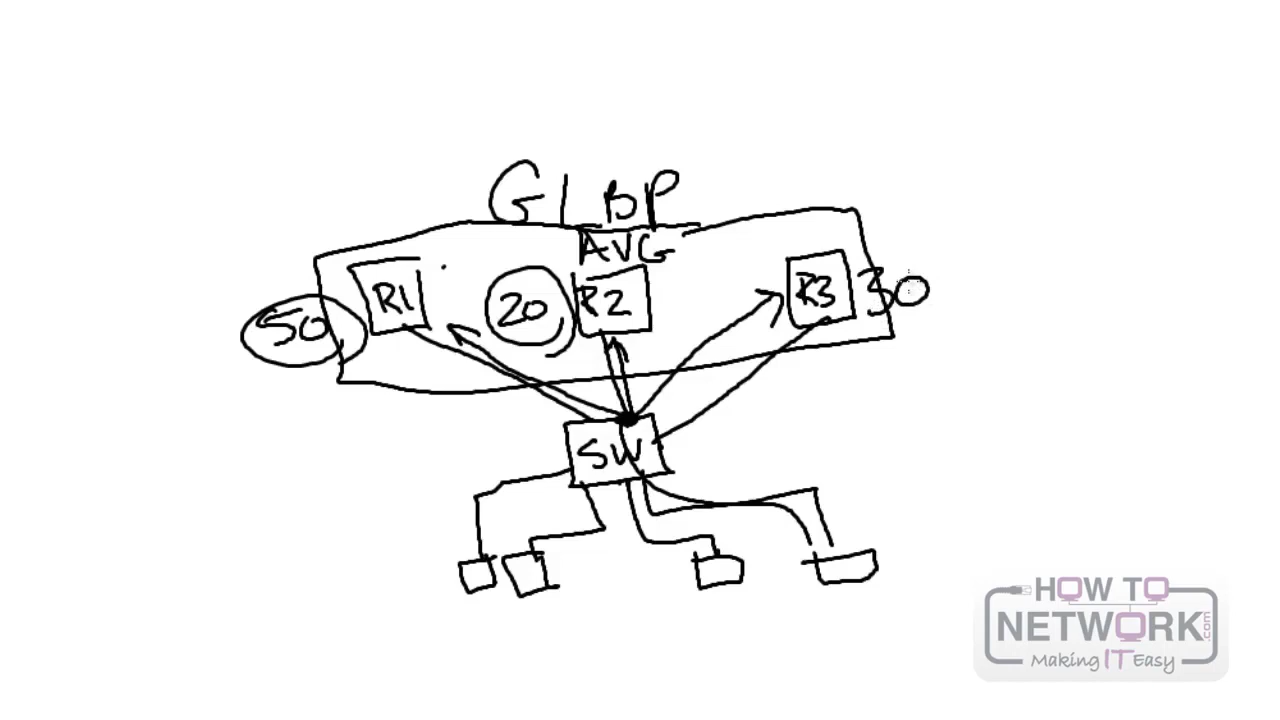 GLBP
AVG
R1
R2
R3
50
20
30
SW
HOW TO
NETWORK.com
Making IT Easy